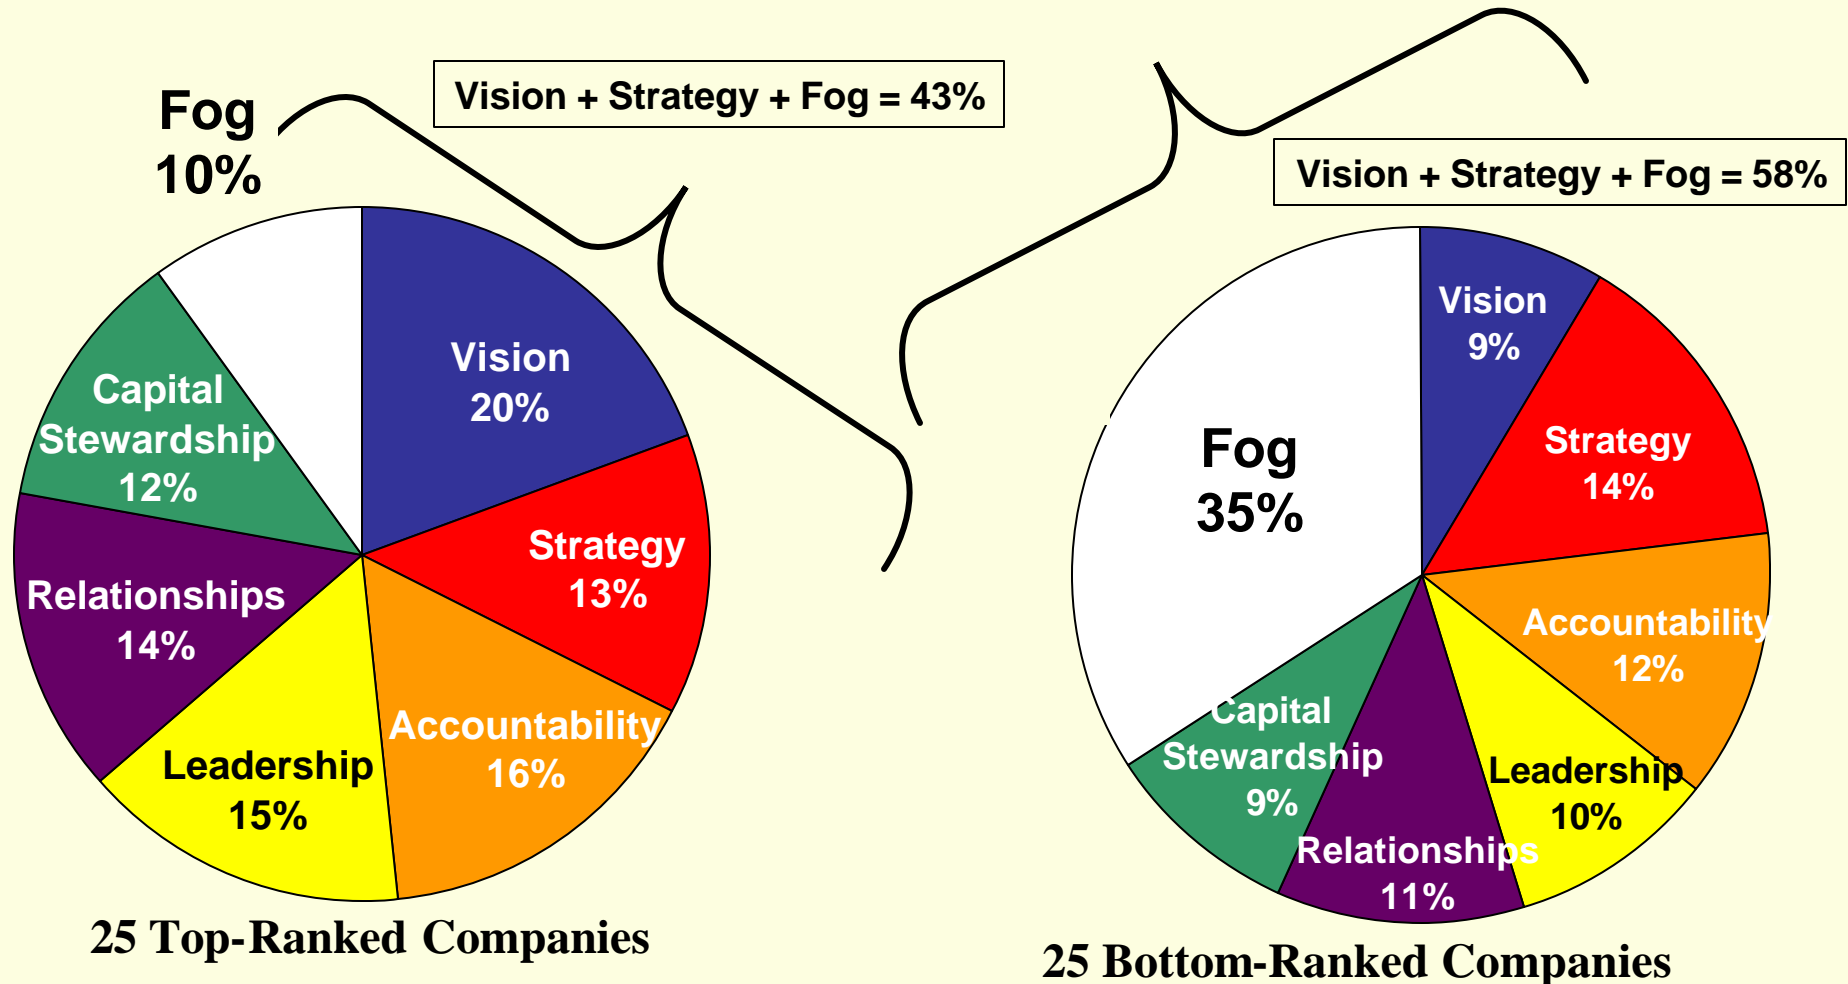 Vision + Strategy + Fog = 43%
Fog
10%
Vision
20%
Strategy
13%
Accountability
16%
Leadership
15%
Relationships
14%
Capital
Stewardship
12%
25 Top-Ranked Companies
Vision + Strategy + Fog = 58%
Vision
9%
Strategy
14%
Accountability
12%
Leadership
10%
Relationships
11%
Capital
Stewardship
9%
Fog
35%
25 Bottom-Ranked Companies